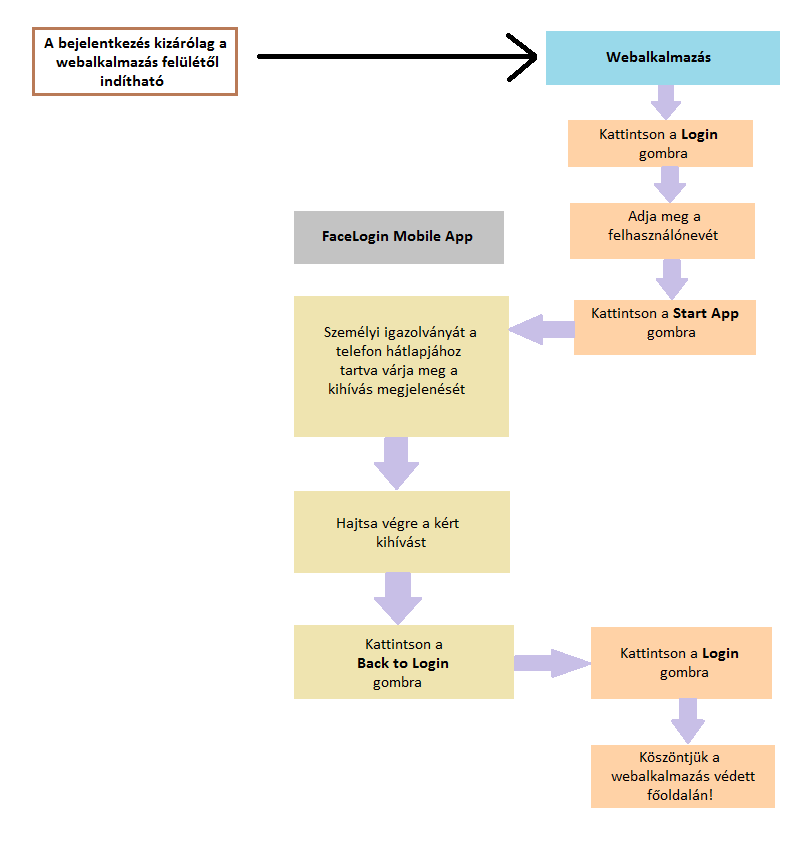 A bejelentkezés kizárólag a
webalkalmazás felülétől
indítható
Webalkalmazás
Kattintson a Login
gombra
Adja meg a
felhasználónevét
FaceLogin Mobile App
Kattintson a Start App
gombra
Személyi igazolványát a
telefon hátlapjához
tartva várja meg a
kihívás megjelenését
Hajtsa végre a kért
kihívást
Kattintson a
Back to Login
gombra
Kattintson a Login
gombra
Köszöntjük a
webalkalmazás védett
főoldalán!